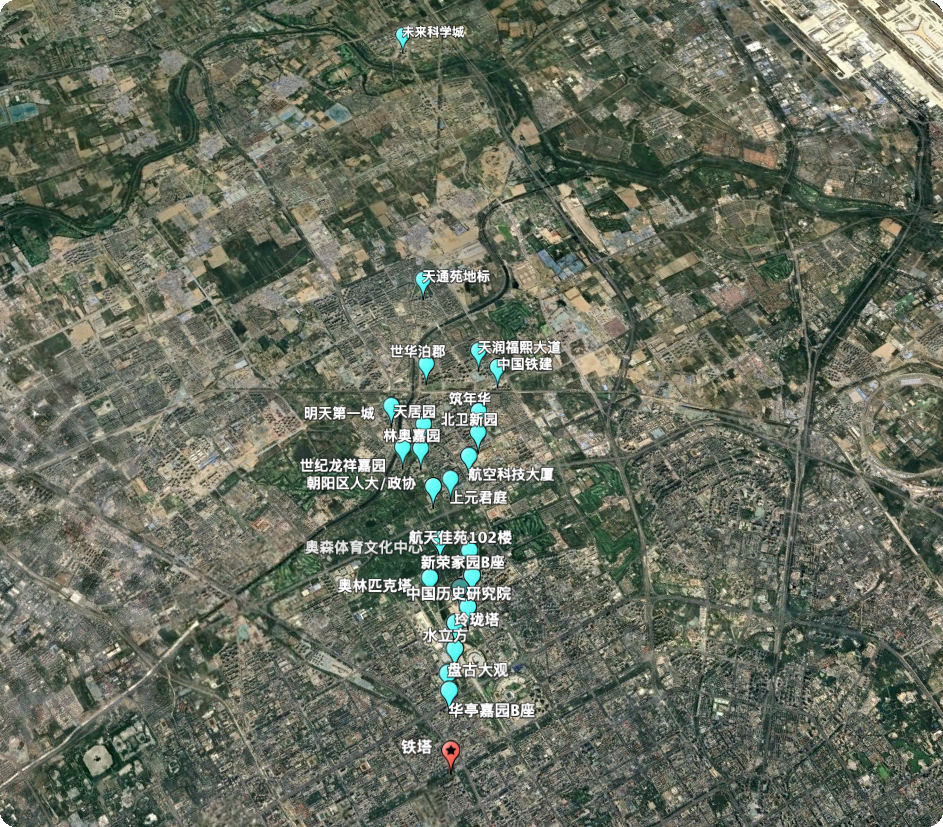 未来科学城
天通苑地标
天润福熙大道
世华泊郡
中国铁建
筑年华
明天第一城
天居园
北卫新园
林奥嘉园
世纪龙祥嘉园
航空科技大厦
朝阳区人大/政协
上元君庭
航天佳苑102楼
奥森体育文化中心
新荣家园B座
奥林匹克塔
中国历史研究院
玲珑塔
水立方
盘古大观
华亭嘉园B座
铁塔